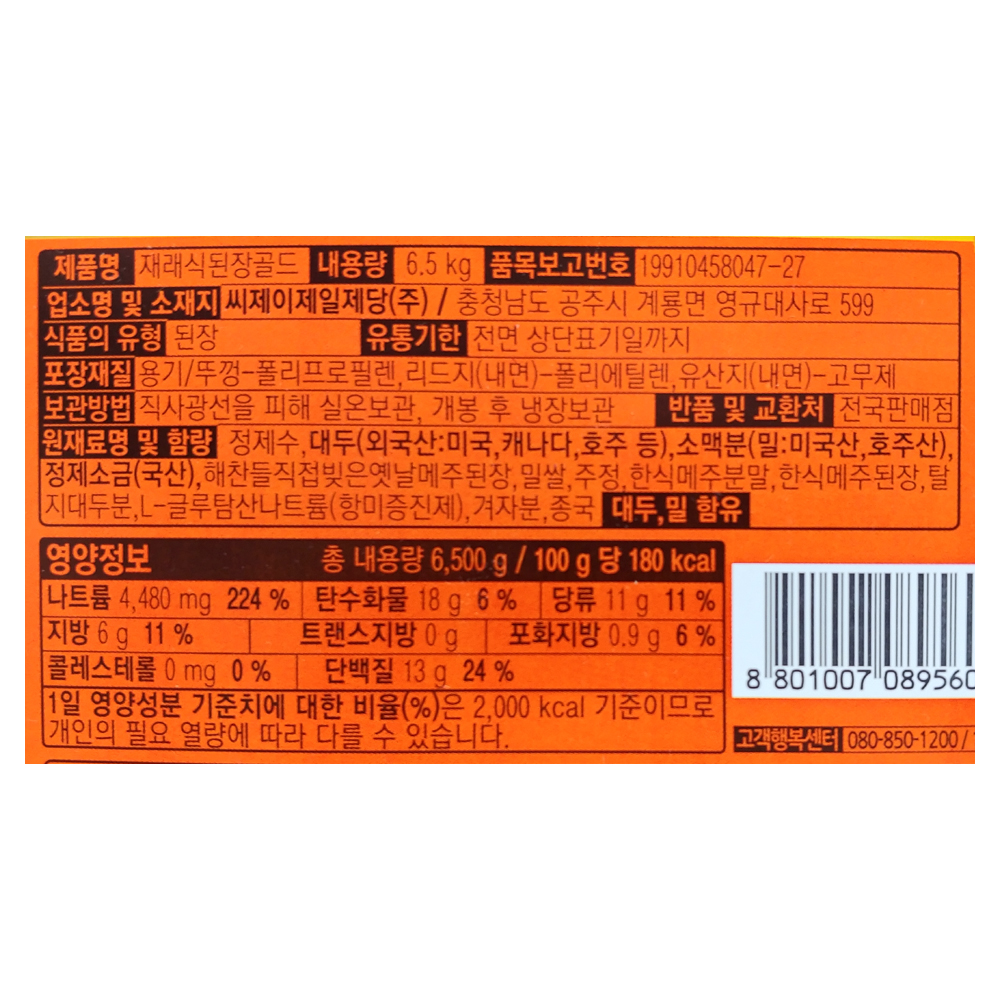 제품명 재래식된장골드 내용량 6.5 kg 품목보고번호 19910458047-27
업소명 및 소재지 씨제이제일제당(주) / 충청남도 공주시 계룡면 영규대사로 599
식품의 유형 된장 유통기한 전면 상단표기일까지
포장재질 용기/뚜껑-폴리프로필렌,리드지(내면)-폴리에틸렌,유산지(내면)-고무제
보관방법 직사광선을 피해 실온보관, 개봉 후 냉장보관 반품 및 교환처 전국판매점
원재료명 및 함량 정제수,대두(외국산:미국,캐나다,호주 등),소맥분(밀:미국산,호주산),
정제소금(국산),해찬들직접빚은옛날메주된장,밀쌀,주정,한식메주분말,한식메주된장,탈
지대두분,L-글루탐산나트륨(향미증진제),겨자분,종국 대두,밀 함유
영양정보 총 내용량 6,500 g / 100 g 당 180 kcal
나트륨 4,480 mg 224 % 탄수화물 18 g 6 % 당류 11 g 11 %
지방 6 g 11 % 트랜스지방 0 g 포화지방 0.9 g 6 %
콜레스테롤 0 mg 0 % 단백질 13 g 24 %
1일 영양성분 기준치에 대한 비율(%)은 2,000 kcal 기준이므로
개인의 필요 열량에 따라 다를 수 있습니다.
8 801007 089560
고객행복센터 080-850-1200 /